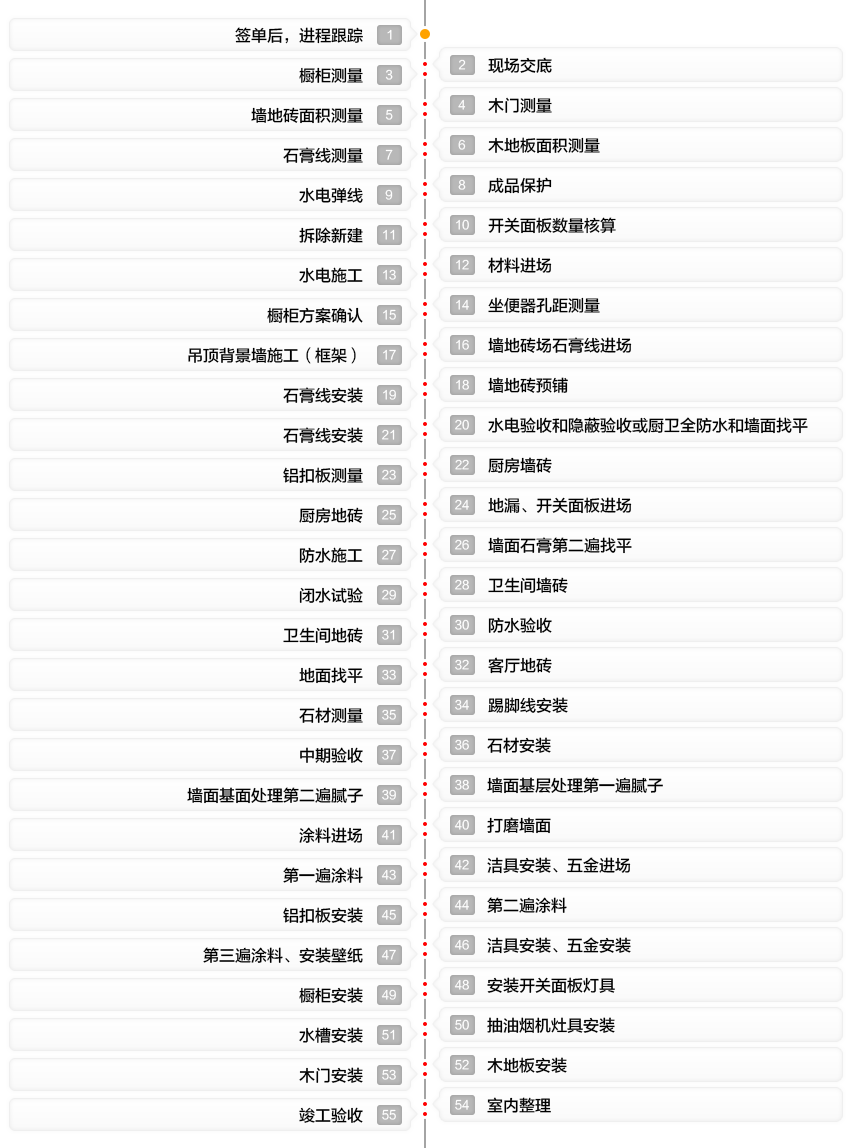 签单后，进程跟踪 1
2 现场交底
橱柜测量 3
4 木门测量
墙地砖面积测量 5
6 木地板面积测量
石膏线测量 7
8 成品保护
水电弹线 9
10 开关面板数量核算
拆除新建 11
12 材料进场
水电施工 13
14 坐便器孔距测量
橱柜方案确认 15
16 墙地砖场石膏线进场
吊顶背景墙施工（框架） 17
18 墙地砖预铺
石膏线安装 19
20 水电验收和隐蔽验收或厨卫全防水和墙面找平
石膏线安装 21
22 厨房墙砖
铝扣板测量 23
24 地漏、开关面板进场
厨房地砖 25
26 墙面石膏第二遍找平
防水施工 27
28 卫生间墙砖
闭水试验 29
30 防水验收
卫生间地砖 31
32 客厅地砖
地面找平 33
34 踢脚线安装
石材测量 35
36 石材安装
中期验收 37
38 墙面基层处理第一遍腻子
墙面基面处理第二遍腻子 39
40 打磨墙面
涂料进场 41
42 洁具安装、五金进场
第一遍涂料 43
44 第二遍涂料
铝扣板安装 45
46 洁具安装、五金安装
第三遍涂料、安装壁纸 47
48 安装开关面板灯具
橱柜安装 49
50 抽油烟机灶具安装
水槽安装 51
52 木地板安装
木门安装 53
54 室内整理
竣工验收 55